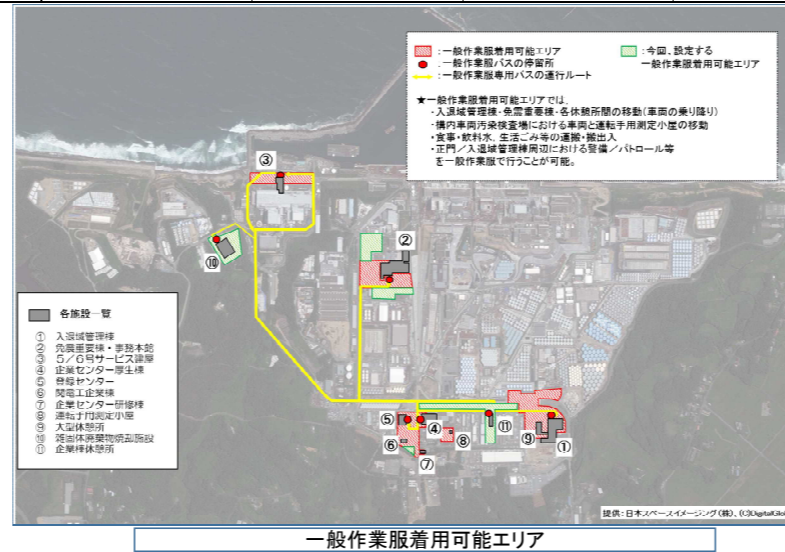 ：一般作業服着用可能エリア
：一般作業服バスの停留所
：一般作業服専用バスの運行ルート
：今回、設定する
一般作業服着用可能エリア
★一般作業服着用可能エリアでは、
・入退域管理棟・免震重要棟・各休憩所間の移動（車両の乗り降り）
・構内車両汚染検査場における車両と運転手用測定小屋の移動
・食事・飲料水、生活ごみ等の運搬・搬出入
・正門／入退域管理棟周辺における警備／パトロール等
を一般作業服で行うことが可能。
③
②
⑩
各施設一覧
① 入退域管理棟
② 免震重要棟・事務本館
③ 5／6号サービス建屋
④ 企業センター厚生棟
⑤ 登録センター
⑥ 関電工企業棟
⑦ 企業センター研修棟
⑧ 運転手用測定小屋
⑨ 大型休憩所
⑩ 雑固体廃棄物焼却施設
⑪ 企業棟休憩所
⑤
④
⑪
⑥
⑧
⑨
①
⑦
提供：日本スペースイメージング（株）、(C)DigitalGlo
一般作業服着用可能エリア